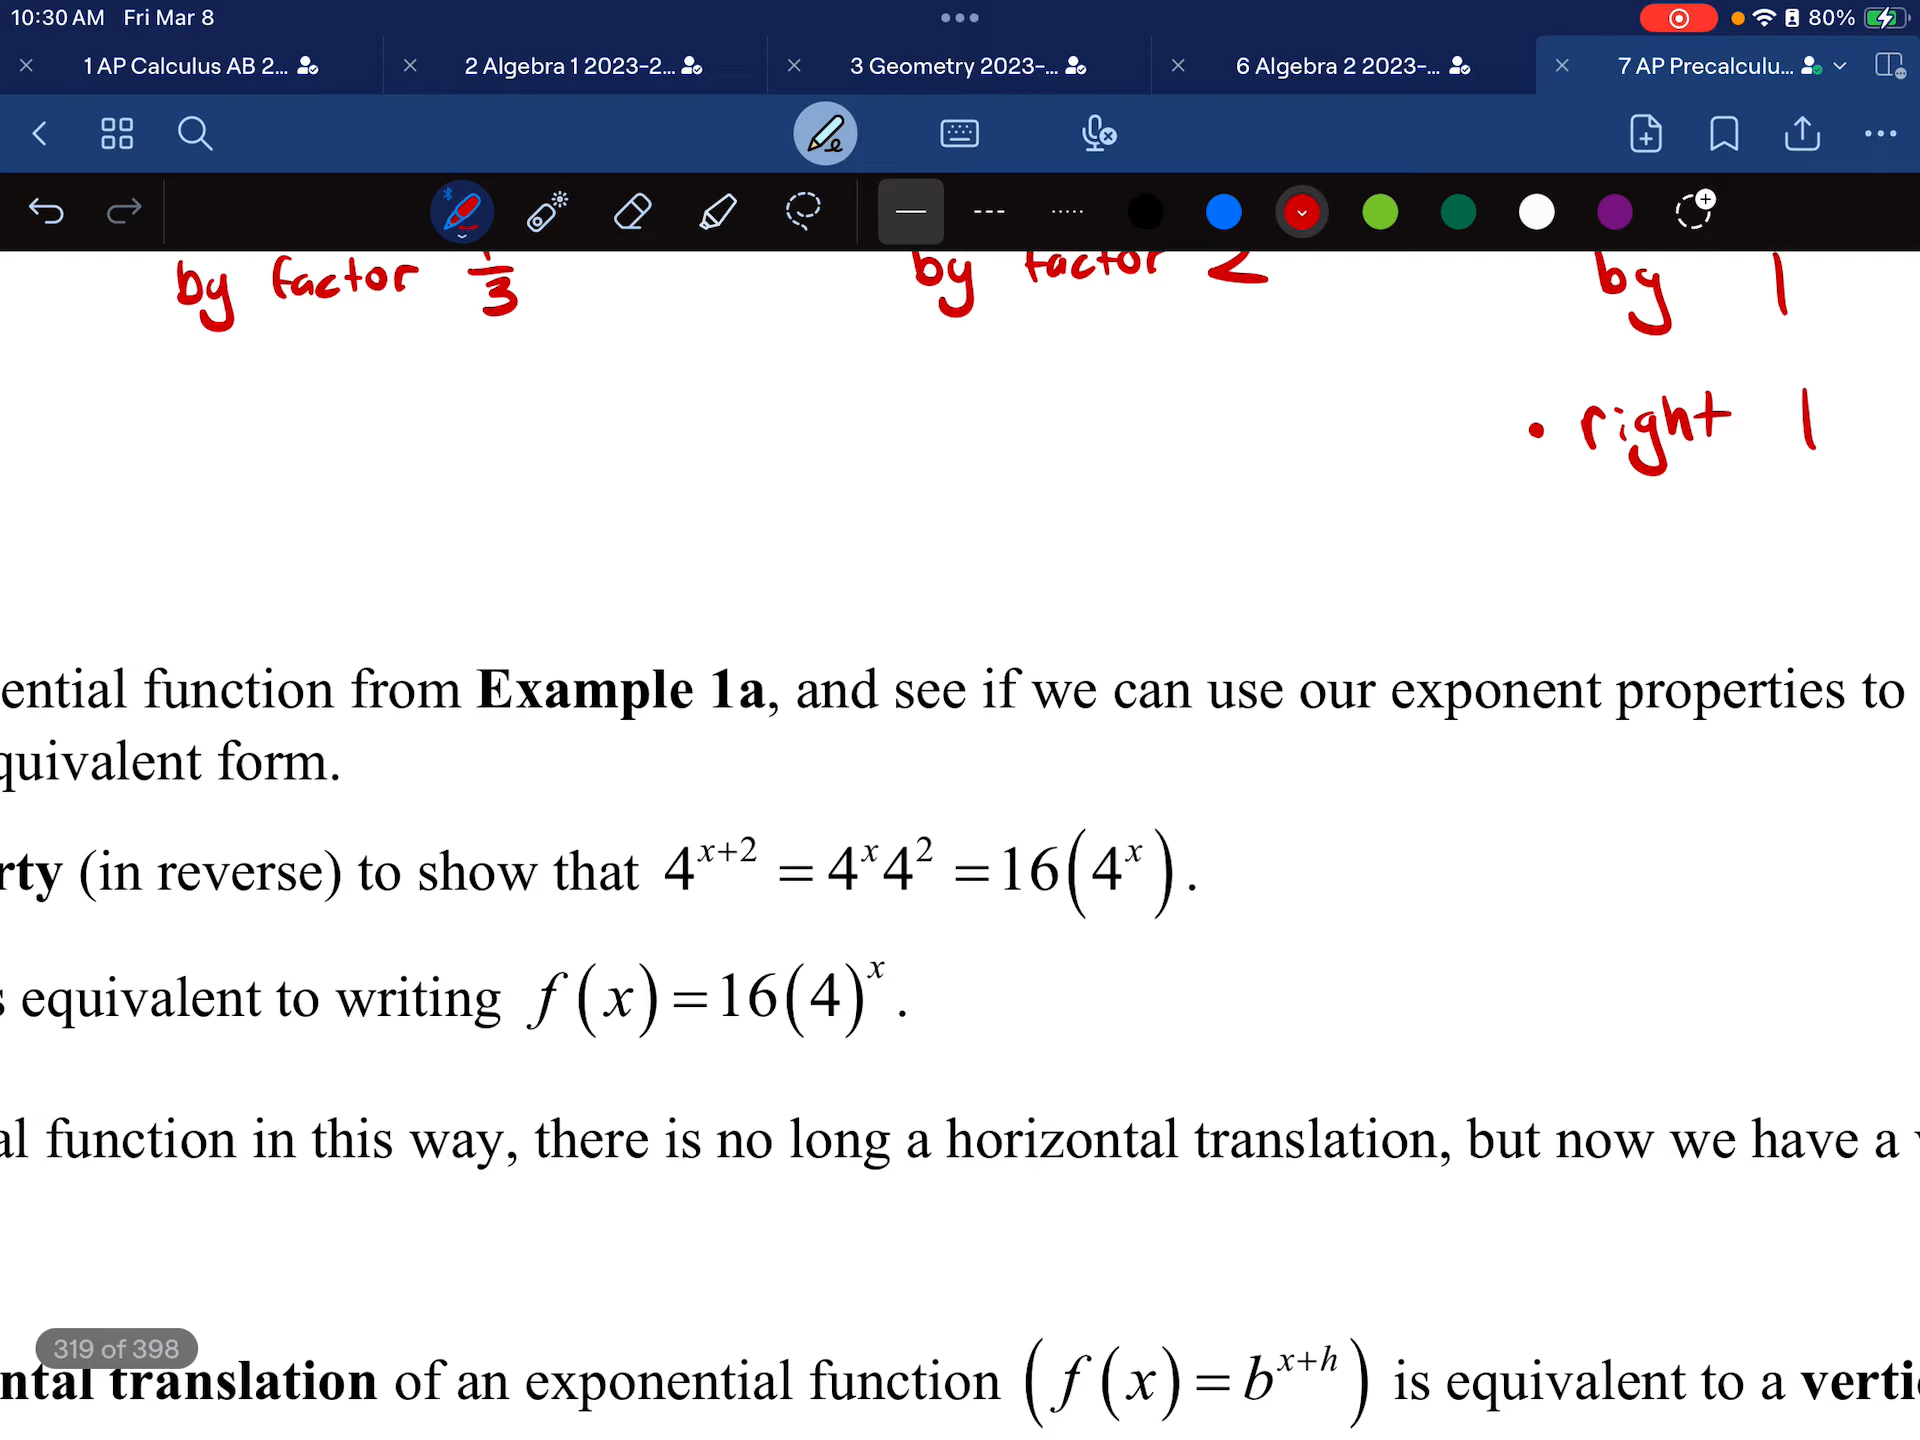 10:30 AM Fri Mar 8
80%
1 AP Calculus AB 2... 2 Algebra 1 2023-2... 3 Geometry 2023-... 6 Algebra 2 2023-... 7 AP Precalculu...
by factor 1/3 by factor 2 by 1
• right 1
ential function from Example 1a, and see if we can use our exponent properties to
quivalent form.
rty (in reverse) to show that 4^{x+2} = 4^x 4^2 = 16(4^x).
s equivalent to writing f(x) = 16(4)^x.
al function in this way, there is no long a horizontal translation, but now we have a
319 of 398
ntal translation of an exponential function (f(x) = b^{x+h}) is equivalent to a verti